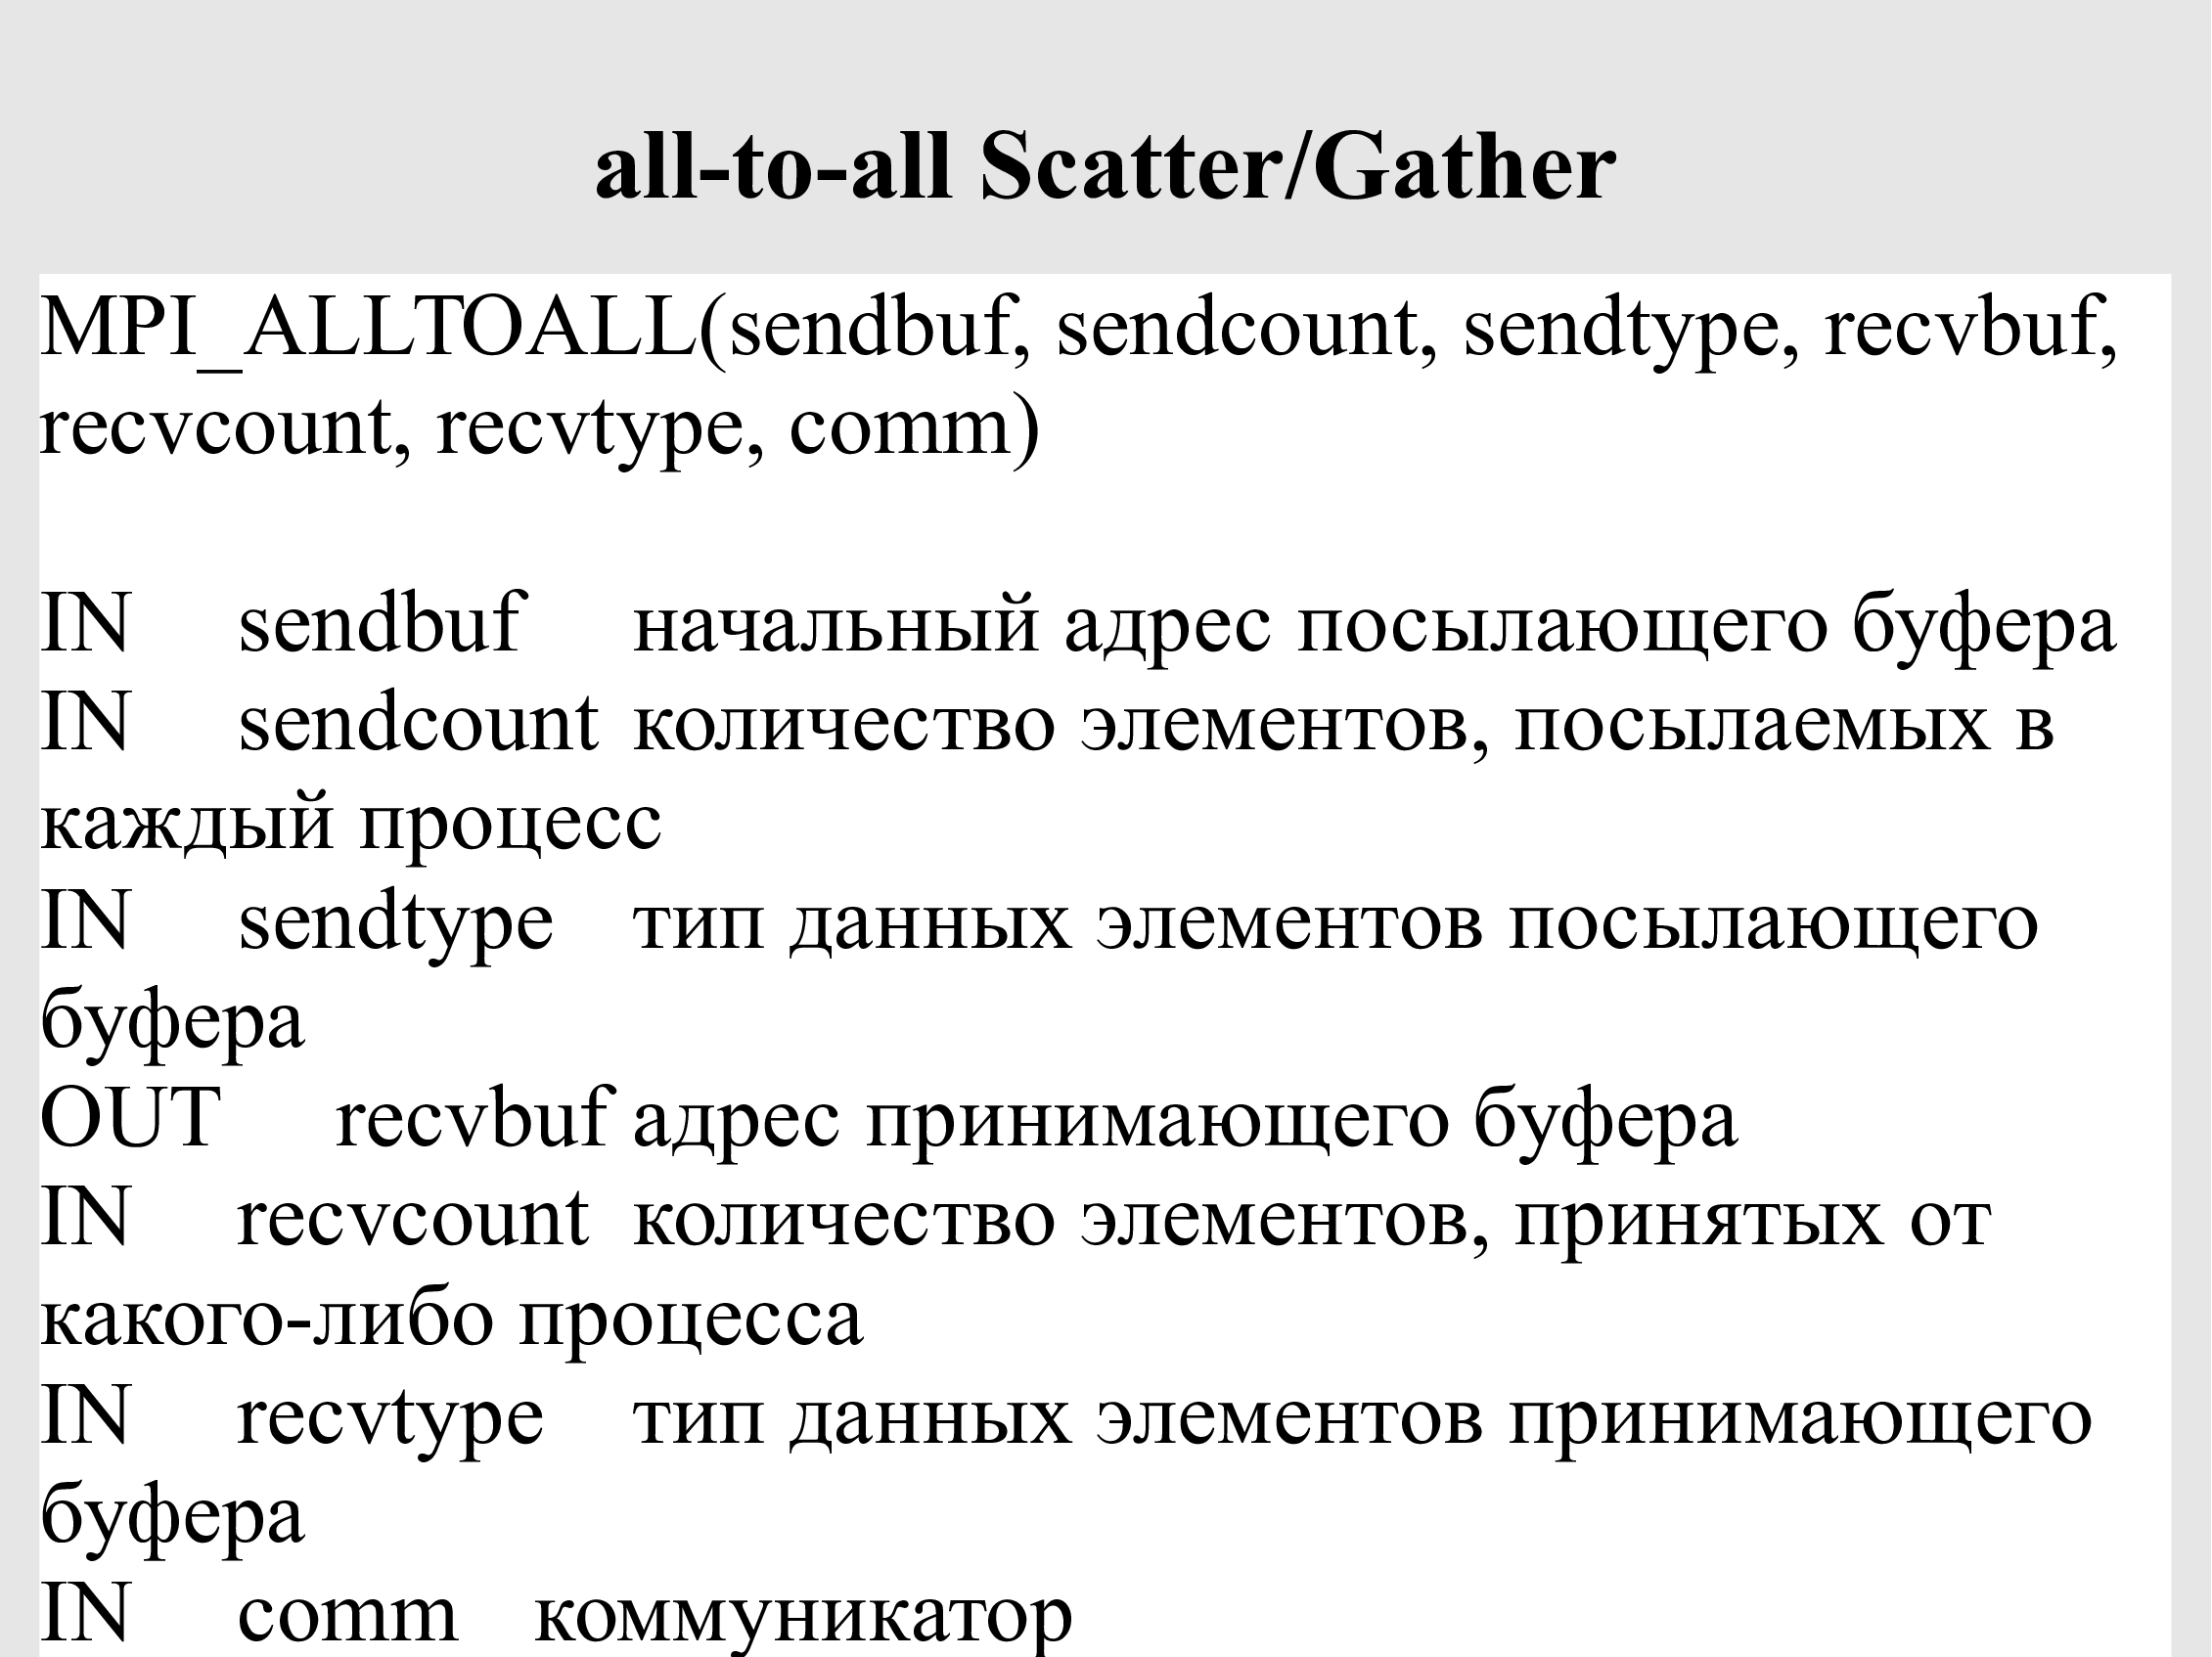 all-to-all Scatter/Gather
MPI_ALLTOALL(sendbuf, sendcount, sendtype, recvbuf,
recvcount, recvtype, comm)
IN sendbuf начальный адрес посылающего буфера
IN sendcount количество элементов, посылаемых в
каждый процесс
IN sendtype тип данных элементов посылающего
буфера
OUT recvbuf адрес принимающего буфера
IN recvcount количество элементов, принятых от
какого-либо процесса
IN recvtype тип данных элементов принимающего
буфера
IN comm коммуникатор